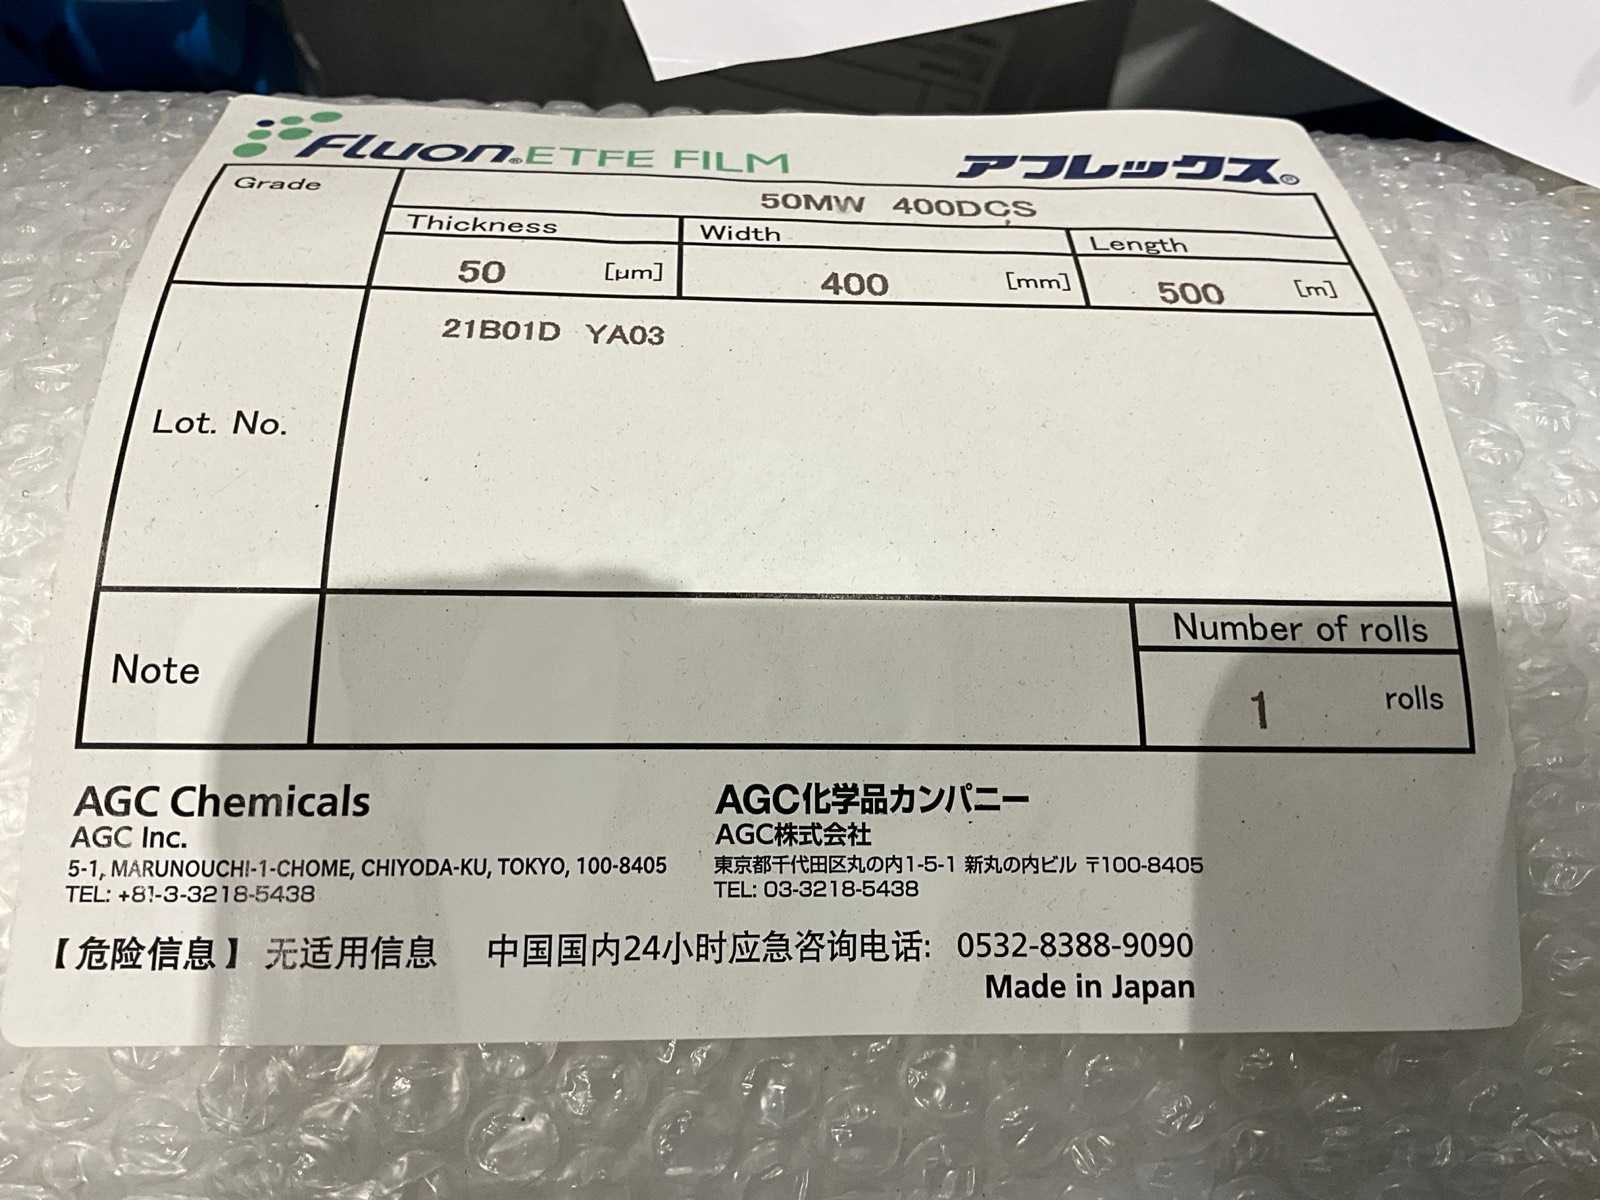 Fluon® ETFE FILM アフレックス®
Grade 50MW 400DCS
Thickness Width Length
50 [μm] 400 [mm] 500 [m]
Lot. No. 21B01D YA03
Note
Number of rolls
1 rolls
AGC Chemicals
AGC Inc.
5-1, MARUNOUCHI-1-CHOME, CHIYODA-KU, TOKYO, 100-8405
TEL: +81-3-3218-5438
AGC化学品カンパニー
AGC株式会社
東京都千代田区丸の内1-5-1 新丸の内ビル 〒100-8405
TEL: 03-3218-5438
【危险信息】无适用信息 中国国内24小时应急咨询电话: 0532-8388-9090
Made in Japan